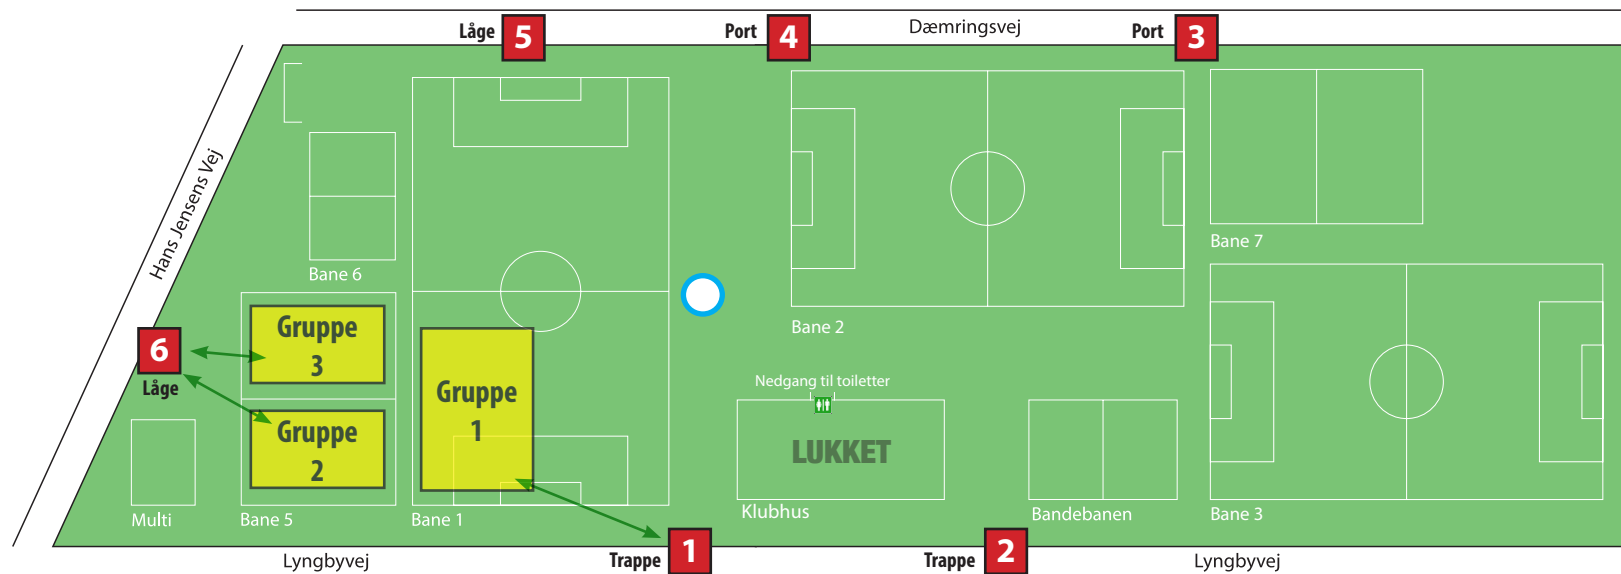 Låge 5
Port 4
Dæmringsvej
Port 3
Hans Jensens Vej
Bane 6
Bane 7
Bane 2
6
Låge
Gruppe
3
Gruppe
2
Gruppe
1
Nedgang til toiletter
LUKKET
Multi
Bane 5
Bane 1
Klubhus
Bandebanen
Bane 3
Lyngbyvej
Trappe 1
Trappe 2
Lyngbyvej